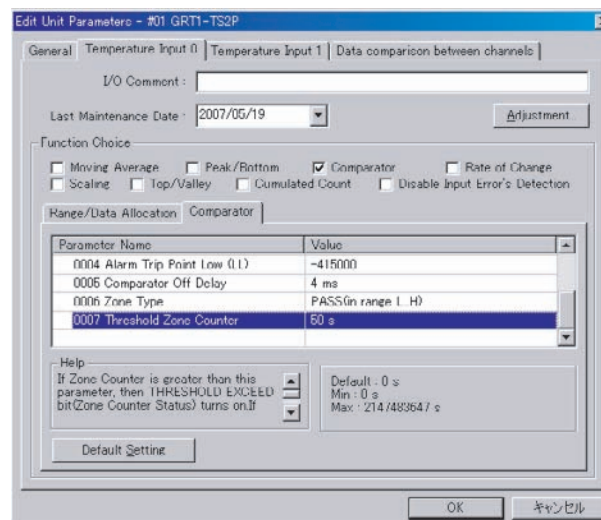 Edit Unit Parameters - #01 GRT1-TS2P
General Temperature Input 0 Temperature Input 1 Data comparison between channels
I/O Comment :
Last Maintenance Date : 2007/05/19 Adjustment
Function Choice
Moving Average Peak/Bottom Comparator Rate of Change
Scaling Top/Valley Cumulated Count Disable Input Error's Detection
Range/Data Allocation Comparator
Parameter Name Value
0004 Alarm Trip Point Low (LL) -415000
0005 Comparator Off Delay 4 ms
0006 Zone Type PASS(in range L..H)
0007 Threshold Zone Counter 50 s
Help
If Zone Counter is greater than this
parameter, then THRESHOLD EXCEED
bit(Zone Counter Status) turns on.If
Default : 0 s
Min : 0 s
Max : 2147483647 s
Default Setting
OK キャンセル